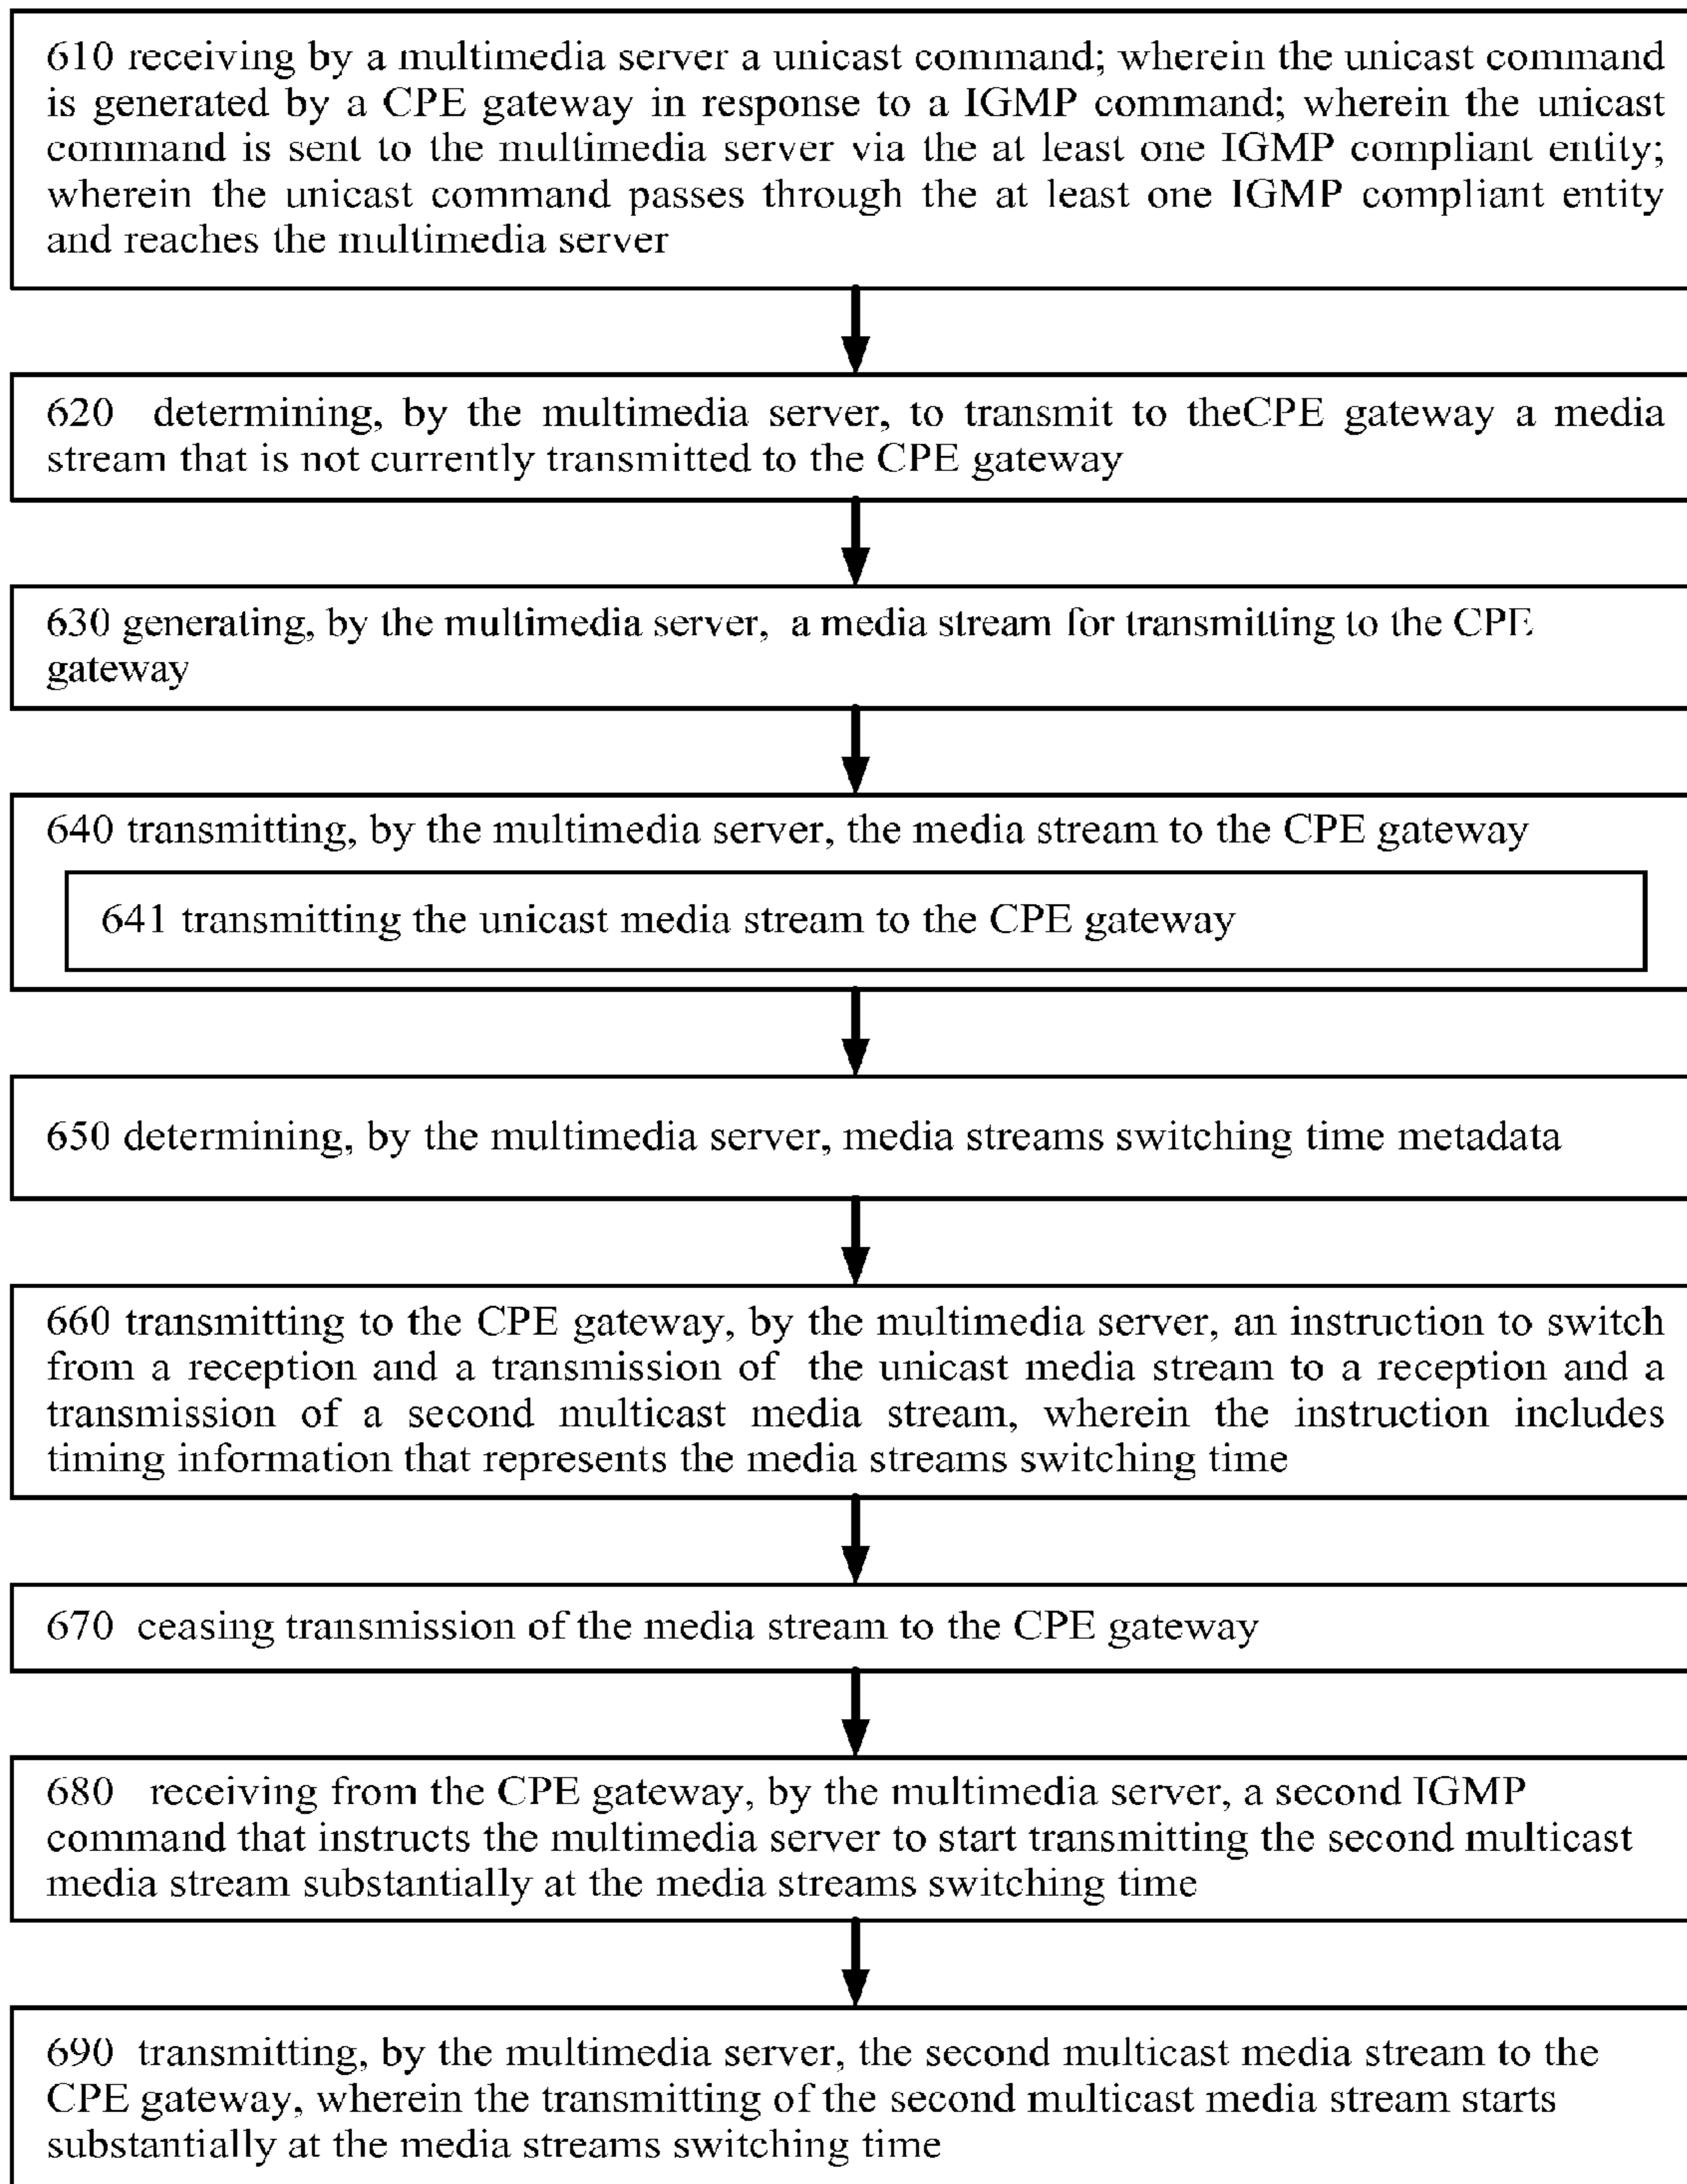 610 receiving by a multimedia server a unicast command; wherein the unicast command
is generated by a CPE gateway in response to a IGMP command; wherein the unicast
command is sent to the multimedia server via the at least one IGMP compliant entity;
wherein the unicast command passes through the at least one IGMP compliant entity
and reaches the multimedia server
620 determining, by the multimedia server, to transmit to theCPE gateway a media
stream that is not currently transmitted to the CPE gateway
630 generating, by the multimedia server, a media stream for transmitting to the CPE
gateway
640 transmitting, by the multimedia server, the media stream to the CPE gateway
641 transmitting the unicast media stream to the CPE gateway
650 determining, by the multimedia server, media streams switching time metadata
660 transmitting to the CPE gateway, by the multimedia server, an instruction to switch
from a reception and a transmission of the unicast media stream to a reception and a
transmission of a second multicast media stream, wherein the instruction includes
timing information that represents the media streams switching time
670 ceasing transmission of the media stream to the CPE gateway
680 receiving from the CPE gateway, by the multimedia server, a second IGMP
command that instructs the multimedia server to start transmitting the second multicast
media stream substantially at the media streams switching time
690 transmitting, by the multimedia server, the second multicast media stream to the
CPE gateway, wherein the transmitting of the second multicast media stream starts
substantially at the media streams switching time